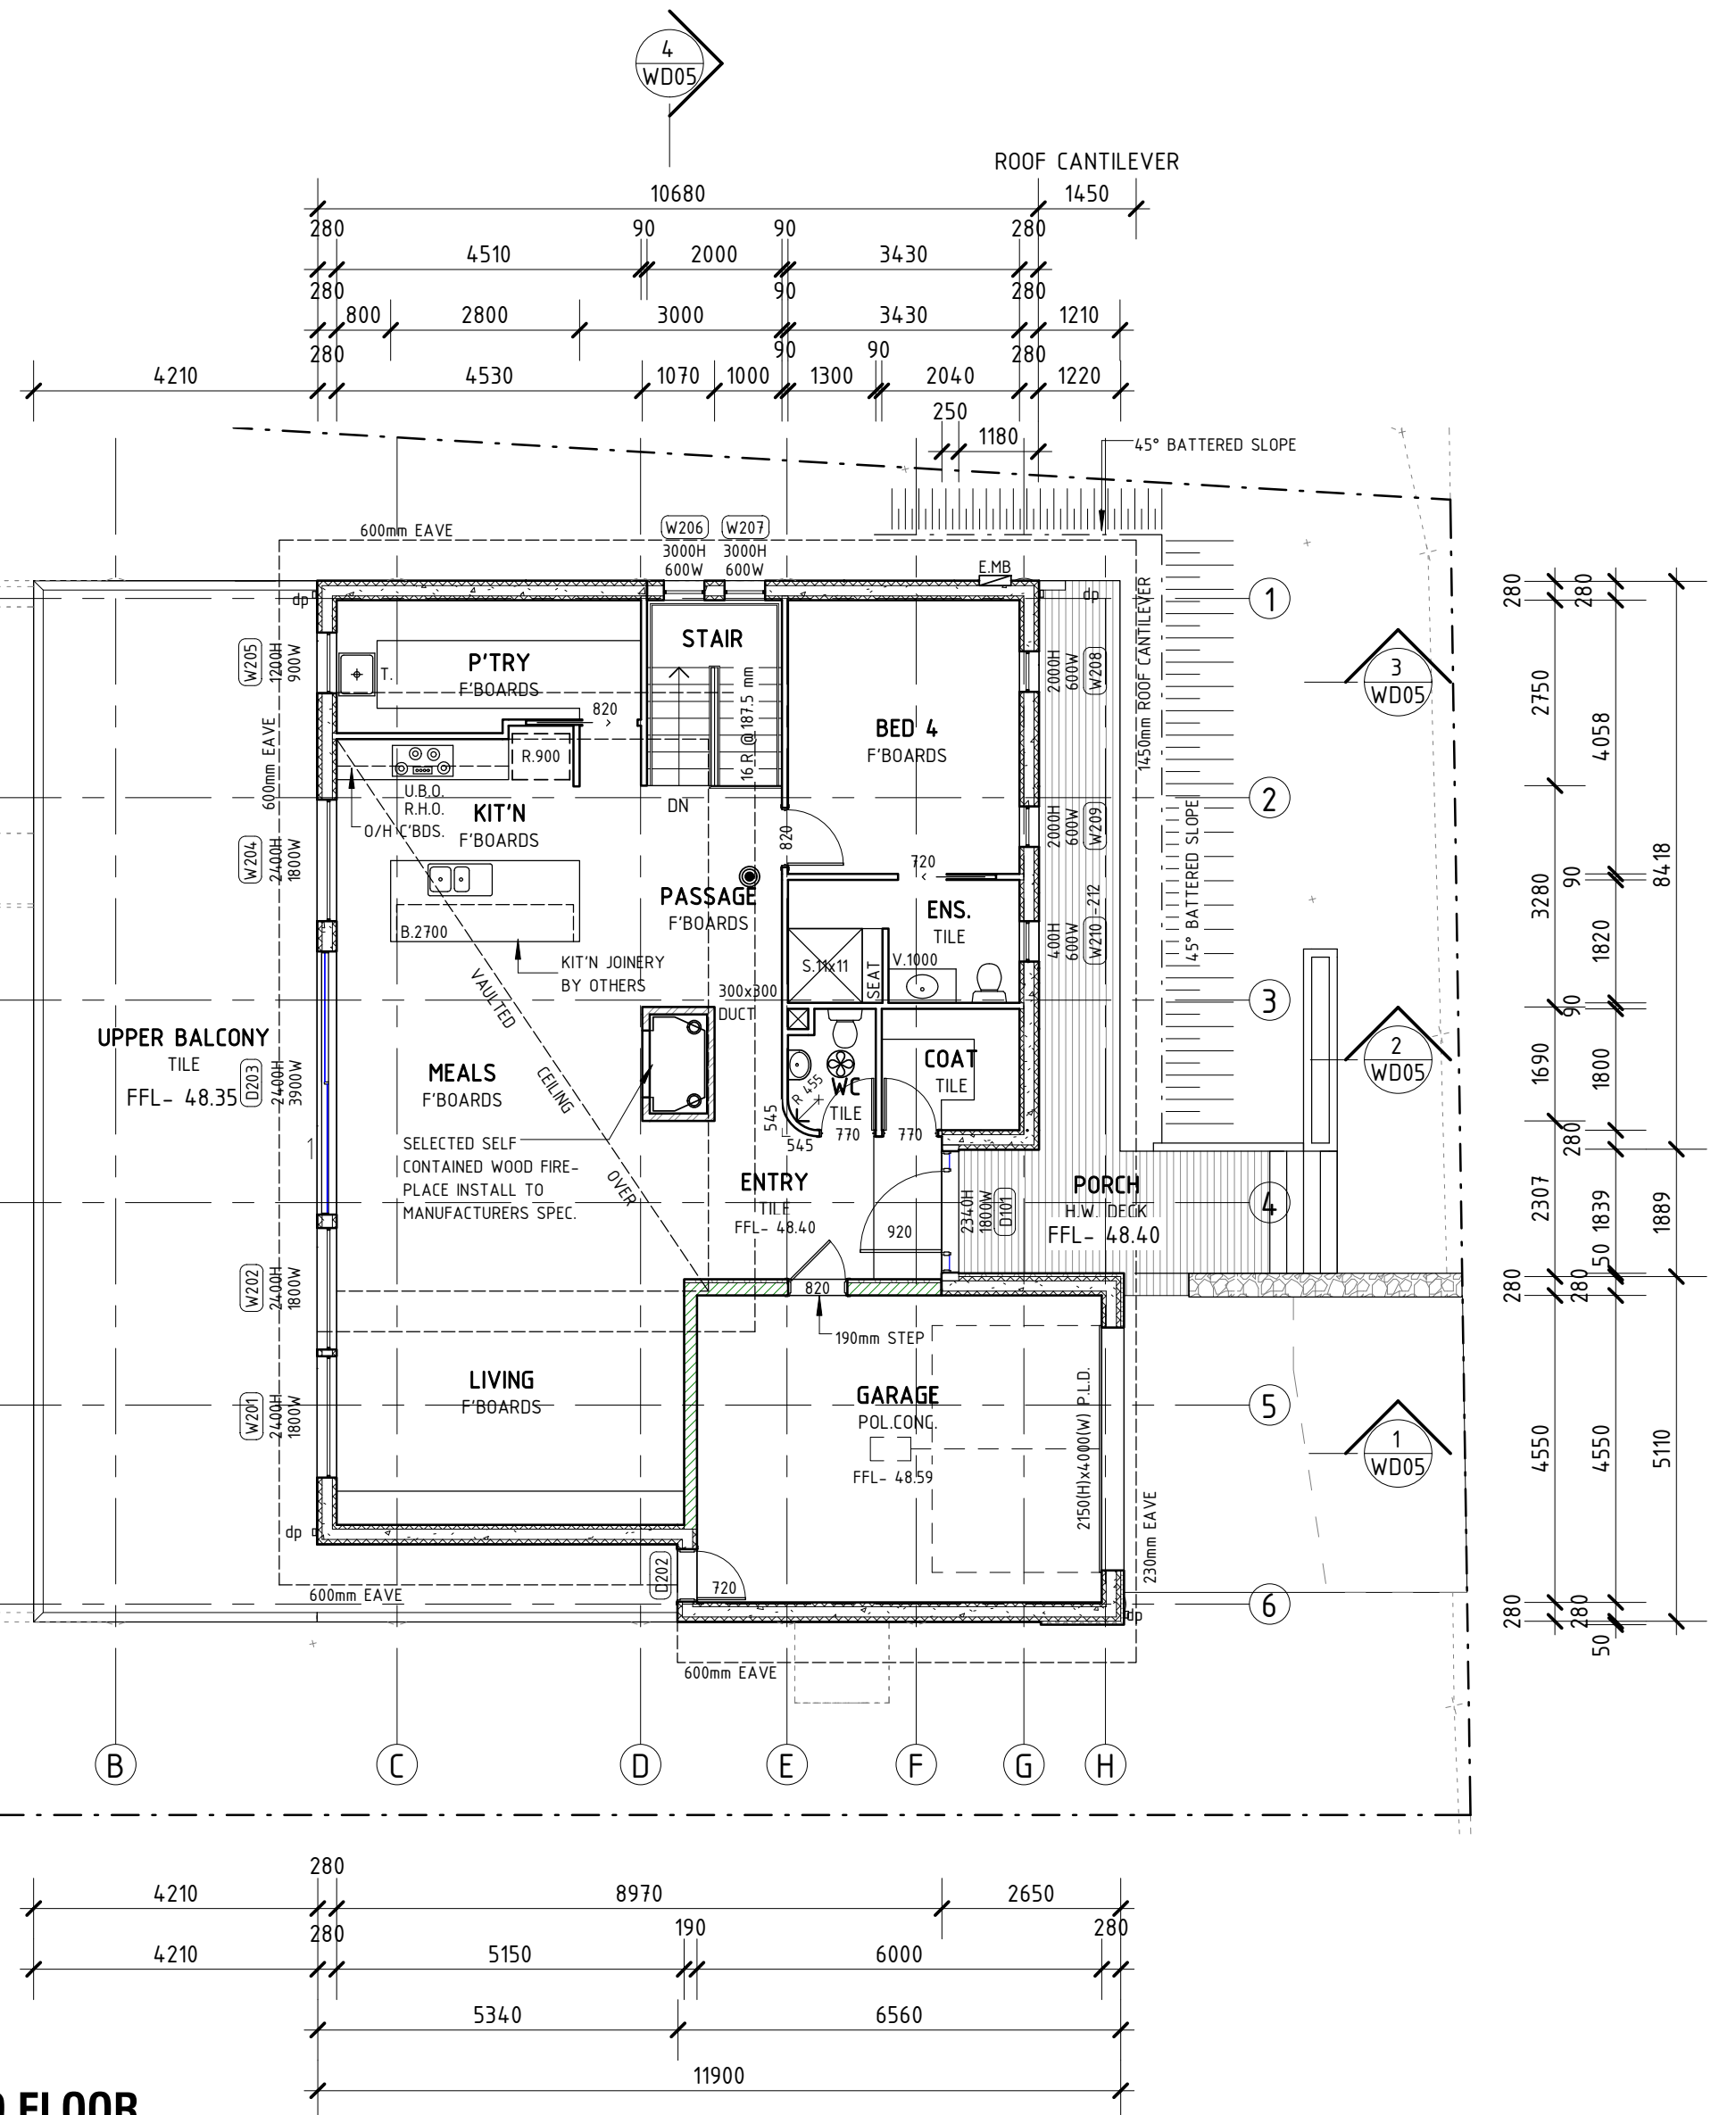 4
WD05
ROOF CANTILEVER
10680 1450
280 90 90 280
4510 2000 3430
280 90 280
800 2800 3000 3430 1210
280 90 90 280
4210 4530 1070 1000 1300 2040 1220
250
1180
45° BATTERED SLOPE
600mm EAVE
W206 W207
3000H 3000H
600W 600W
E.MB
dp
dp
1
STAIR
P'TRY
F'BOARDS
T.
W205
1200H
900W
820
16 R @ 187.5 mm
BED 4
F'BOARDS
2000H
600W
W208
1450mm ROOF CANTILEVER
3
WD05
600mm EAVE
R.900
U.B.O.
R.H.O.
O/H C'BDS.
KIT'N
F'BOARDS
DN
2
W204
2400H
1800W
820
720
2000H
600W
W209
45° BATTERED SLOPE
PASSAGE
F'BOARDS
B.2700
ENS.
TILE
400H
600W
W210-212
KIT'N JOINERY
BY OTHERS
S.11x11
SEAT
V.1000
300x300
DUCT
3
VAULTED
CEILING
OVER
UPPER BALCONY
TILE
FFL- 48.35
D203
2400H
3900W
MEALS
F'BOARDS
R 455
WC
TILE
COAT
TILE
2
WD05
545
545
770
770
SELECTED SELF
CONTAINED WOOD FIRE-
PLACE INSTALL TO
MANUFACTURERS SPEC.
ENTRY
TILE
FFL- 48.40
920
2340H
1800W
D101
PORCH
H.W. DECK
FFL- 48.40
4
W202
2400H
1800W
820
190mm STEP
LIVING
F'BOARDS
GARAGE
POL.CONC.
FFL- 48.59
2150(H)x4000(W) P.L.D.
5
1
WD05
W201
2400H
1800W
dp
D202
720
230mm EAVE
600mm EAVE
6
dp
600mm EAVE
280
2750
3280
1690
2307
280
4550
280
280
4058
90
1820
90
1800
280
1839
50
280
4550
280
50
8418
1889
5110
B C D E F G H
280
4210 8970 2650
280 190 280
4210 5150 6000
5340 6560
11900
FLOOR